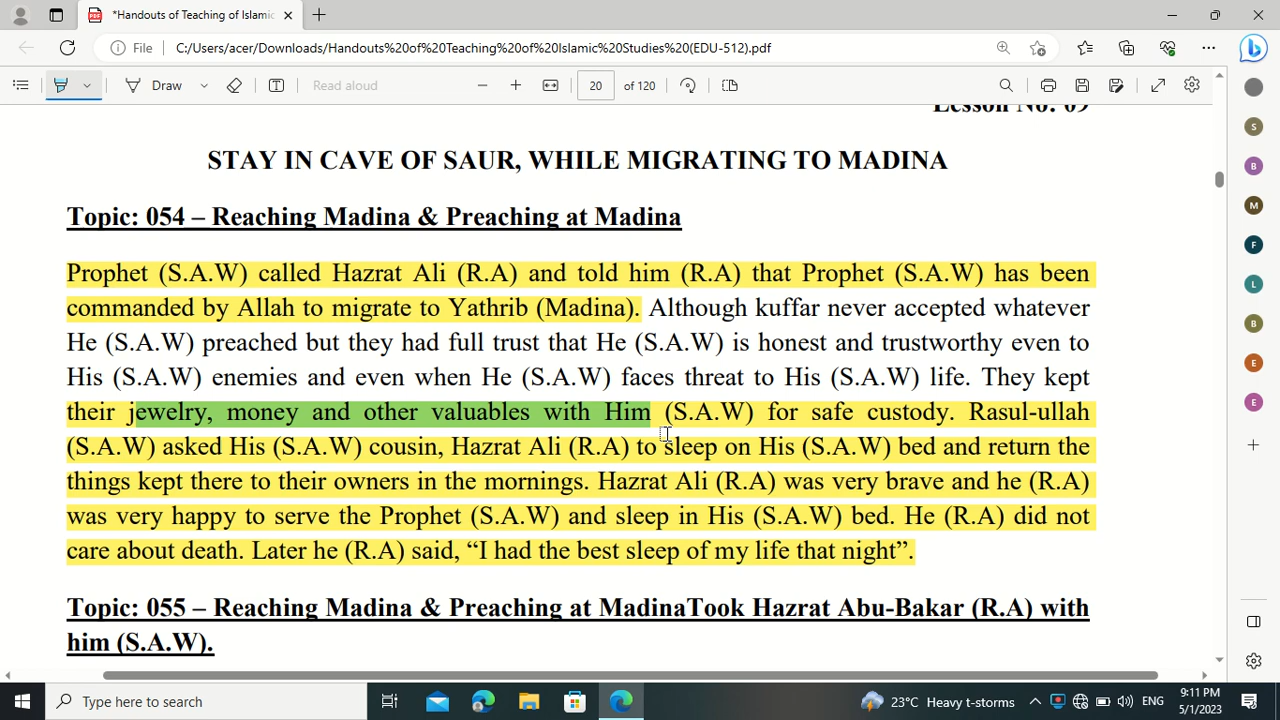 *Handouts of Teaching of Islamic
File
C:/Users/acer/Downloads/Handouts%20of%20Teaching%20of%20Islamic%20Studies%20(EDU-512).pdf
Draw
Read aloud
20 of 120
Lesson No. 09
STAY IN CAVE OF SAUR, WHILE MIGRATING TO MADINA
Topic: 054 – Reaching Madina & Preaching at Madina
Prophet (S.A.W) called Hazrat Ali (R.A) and told him (R.A) that Prophet (S.A.W) has been
commanded by Allah to migrate to Yathrib (Madina). Although kuffar never accepted whatever
He (S.A.W) preached but they had full trust that He (S.A.W) is honest and trustworthy even to
His (S.A.W) enemies and even when He (S.A.W) faces threat to His (S.A.W) life. They kept
their jewelry, money and other valuables with Him (S.A.W) for safe custody. Rasul-ullah
(S.A.W) asked His (S.A.W) cousin, Hazrat Ali (R.A) to sleep on His (S.A.W) bed and return the
things kept there to their owners in the mornings. Hazrat Ali (R.A) was very brave and he (R.A)
was very happy to serve the Prophet (S.A.W) and sleep in His (S.A.W) bed. He (R.A) did not
care about death. Later he (R.A) said, “I had the best sleep of my life that night”.
Topic: 055 – Reaching Madina & Preaching at MadinaTook Hazrat Abu-Bakar (R.A) with
him (S.A.W).
S
B
M
F
L
B
E
E
Type here to search
23°C Heavy t-storms
ENG
9:11 PM
5/1/2023